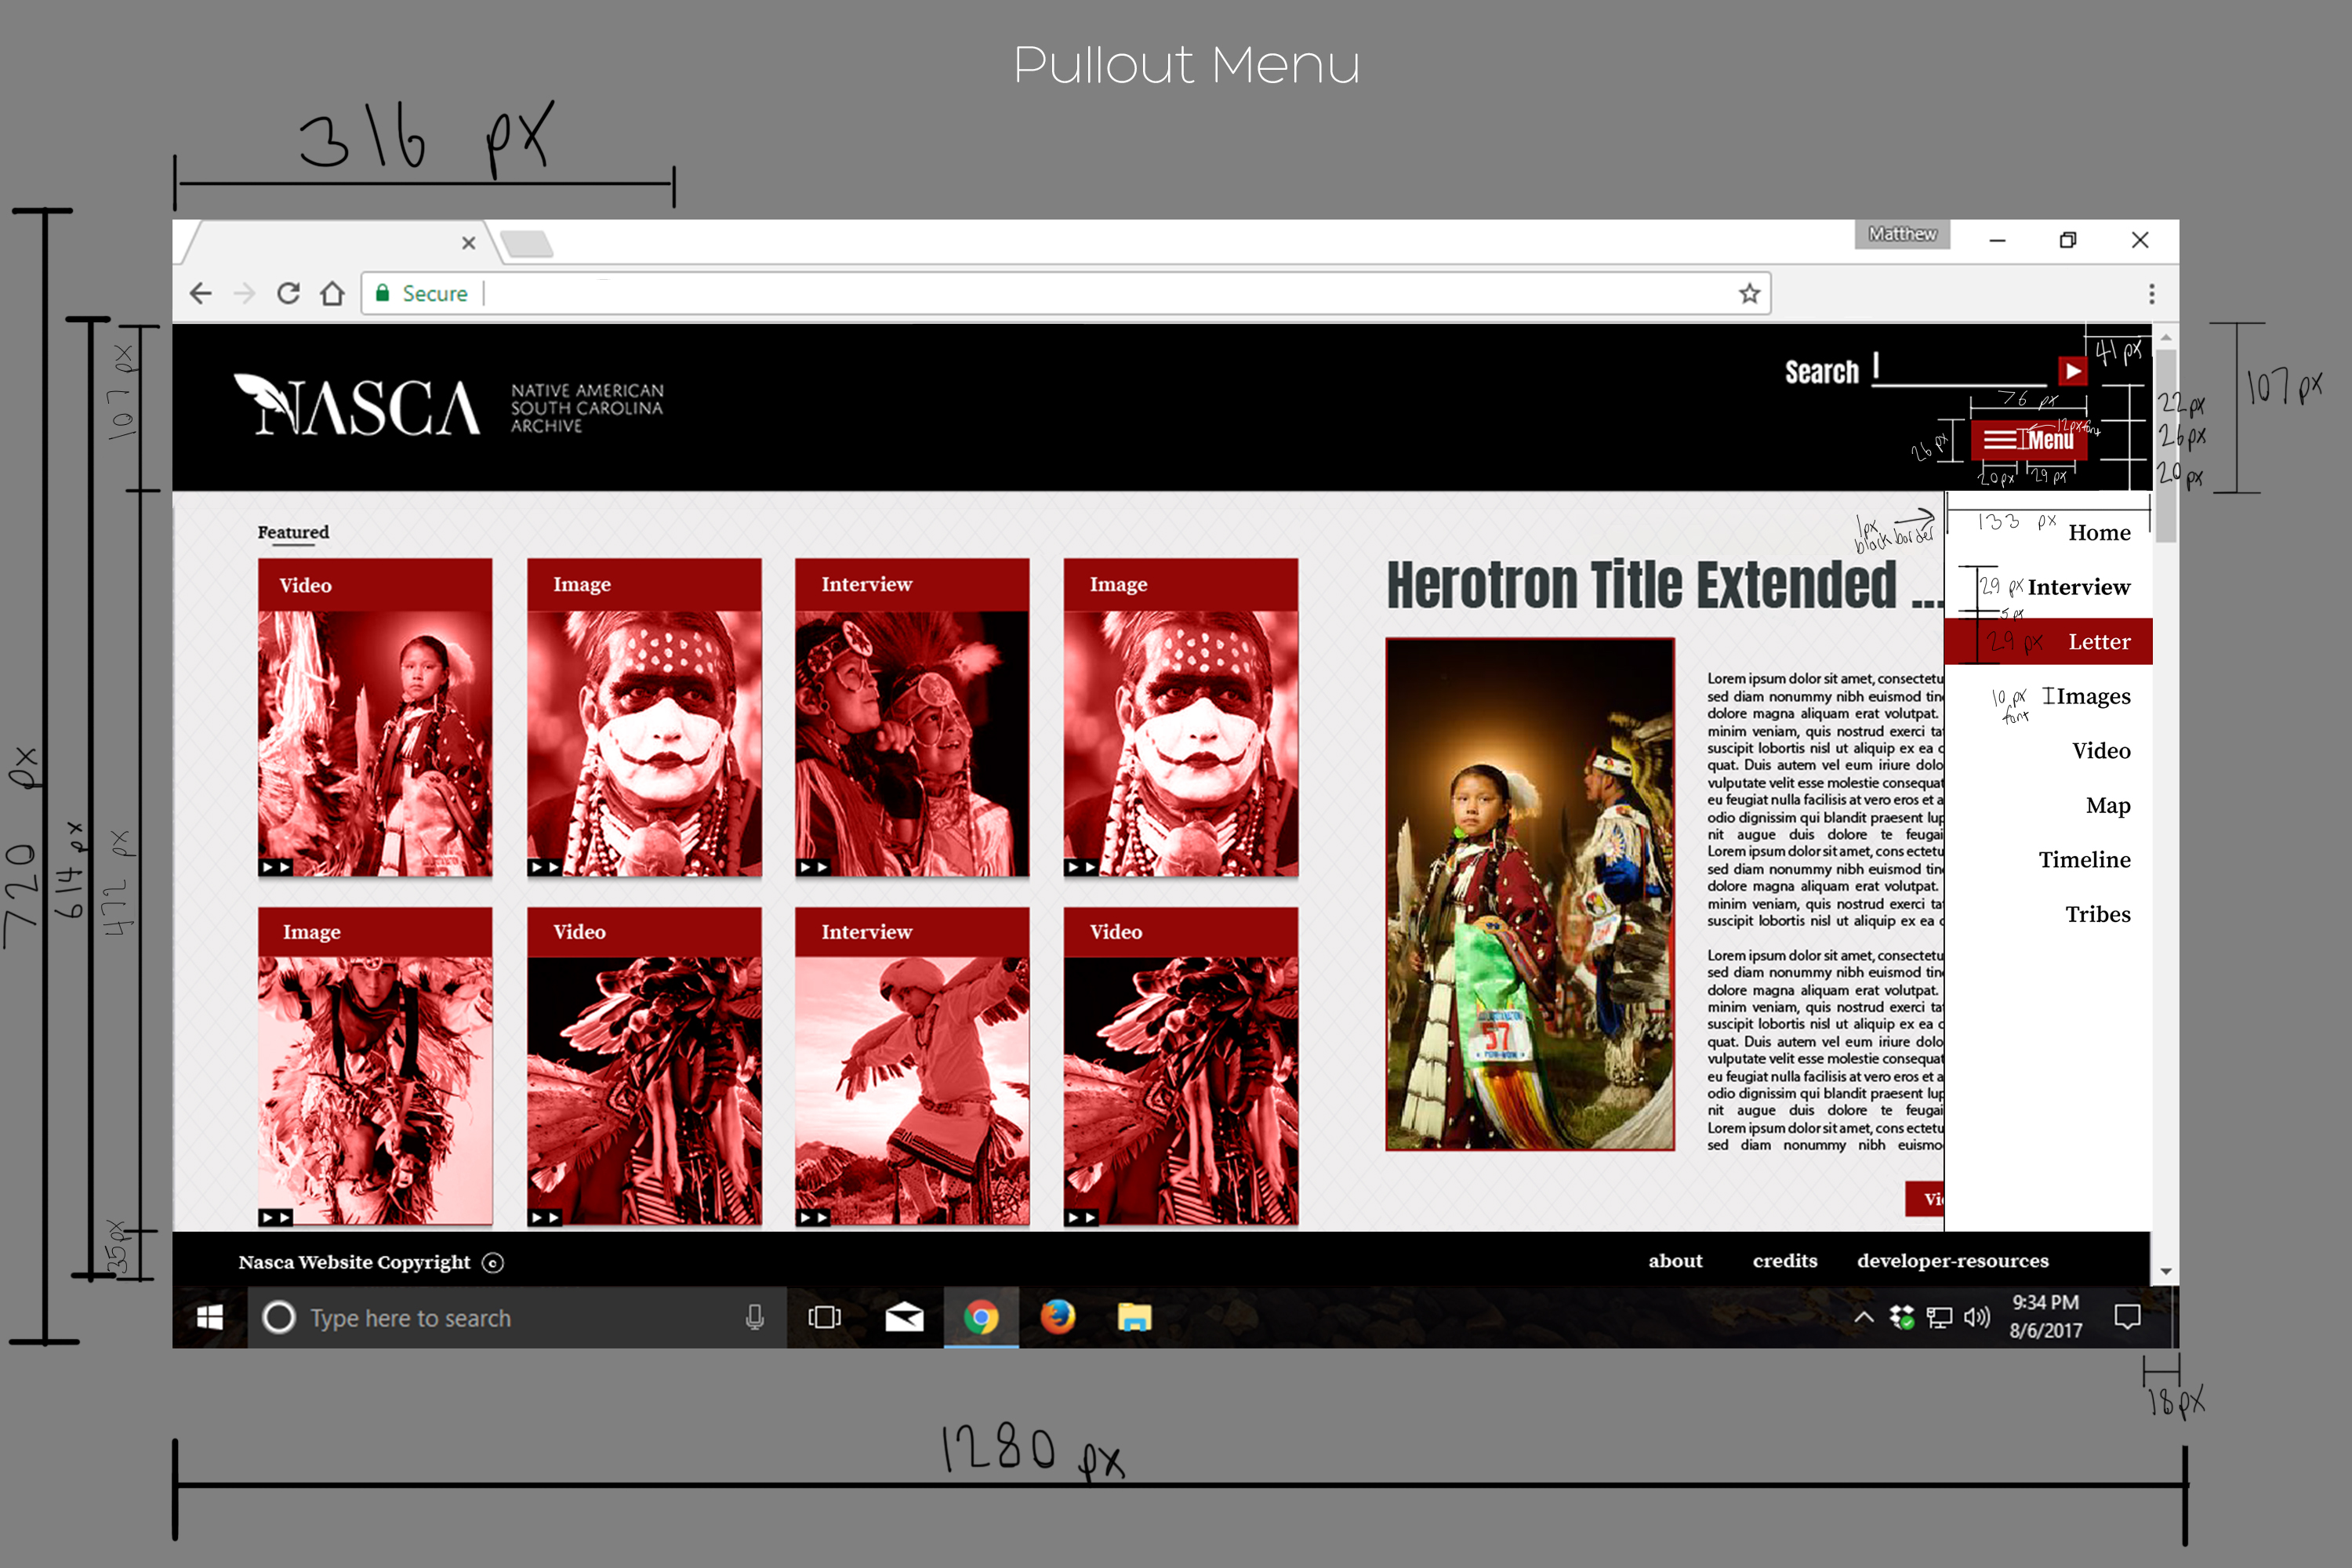 Pullout Menu
316 px
Matthew
Secure
Search
41 px
NASCA
NATIVE AMERICAN
SOUTH CAROLINA
ARCHIVE
107 px
107 px
76 px
22px
26 px
Menu
12px font
26px
20px
29 px
20px
Featured
1px
black border
133 px
Home
Video
Image
Interview
Image
Herotron Title Extended ...
29 px
Interview
5 px
29 px
Letter
10 px
font
Images
Video
Map
Timeline
Tribes
Lorem ipsum dolor sit amet, consectetu
sed diam nonummy nibh euismod tin
dolore magna aliquam erat volutpat.
minim veniam, quis nostrud exerci ta
suscipit lobortis nisl ut aliquip ex ea c
quat. Duis autem vel eum iriure dolo
vulputate velit esse molestie consequat
eu feugiat nulla facilisis at vero eros et a
odio dignissim qui blandit praesent lup
nit augue duis dolore te feugai
Lorem ipsum dolor sit amet, cons ectetu
sed diam nonummy nibh euismod tin
dolore magna aliquam erat volutpat.
minim veniam, quis nostrud exerci ta
suscipit lobortis nisl ut aliquip ex ea c
720 px
614 px
472 px
Image
Video
Interview
Video
Lorem ipsum dolor sit amet, consectetu
sed diam nonummy nibh euismod tin
dolore magna aliquam erat volutpat.
minim veniam, quis nostrud exerci ta
suscipit lobortis nisl ut aliquip ex ea c
quat. Duis autem vel eum iriure dolo
vulputate velit esse molestie consequat
eu feugiat nulla facilisis at vero eros et a
odio dignissim qui blandit praesent lup
nit augue duis dolore te feugai
Lorem ipsum dolor sit amet, cons ectetu
sed diam nonummy nibh euismo
57
Vi
35px
Nasca Website Copyright ©
about
credits
developer-resources
Type here to search
9:34 PM
8/6/2017
18px
1280 px